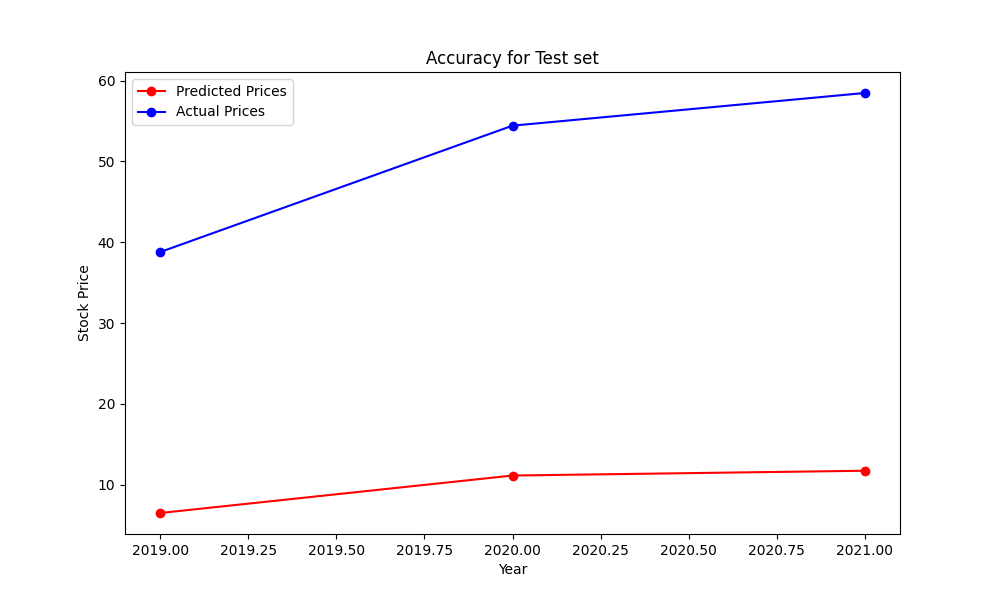 Accuracy for Test set
Predicted Prices
Actual Prices
60
50
40
30
20
10
Stock Price
2019.00 2019.25 2019.50 2019.75 2020.00 2020.25 2020.50 2020.75 2021.00
Year